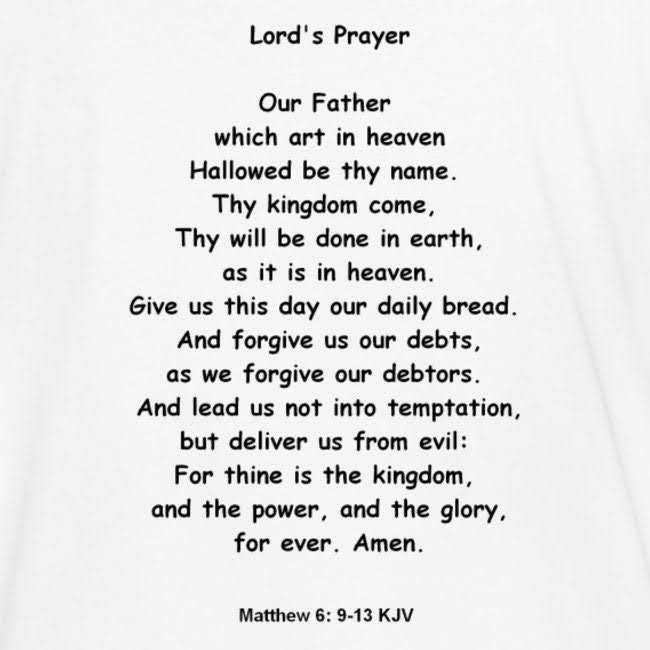 Lord's Prayer
Our Father
which art in heaven
Hallowed be thy name.
Thy kingdom come,
Thy will be done in earth,
as it is in heaven.
Give us this day our daily bread.
And forgive us our debts,
as we forgive our debtors.
And lead us not into temptation,
but deliver us from evil:
For thine is the kingdom,
and the power, and the glory,
for ever. Amen.
Matthew 6: 9-13 KJV